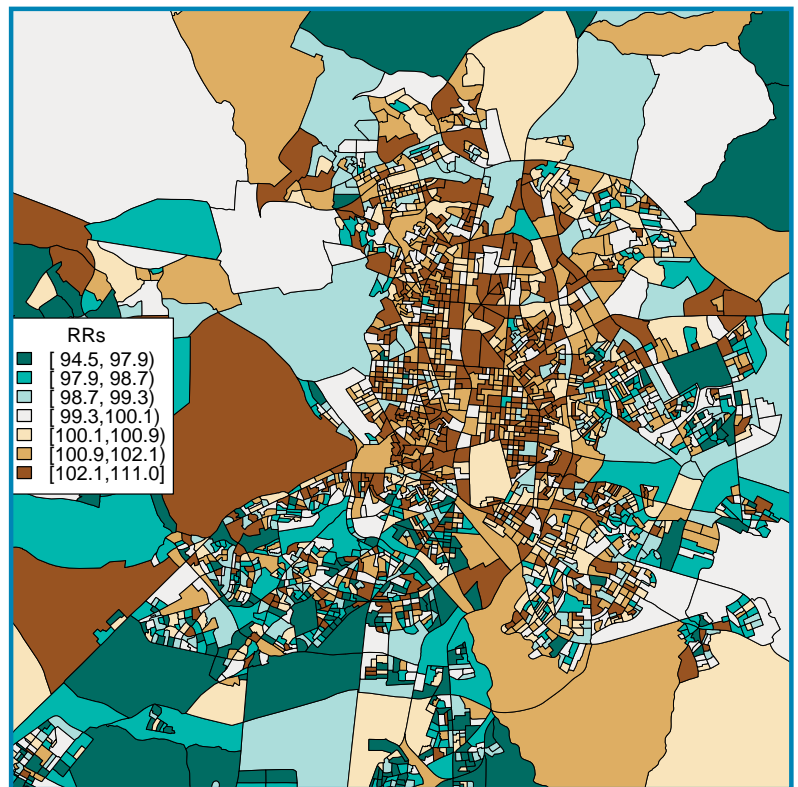 RRs
[ 94.5, 97.9)
[ 97.9, 98.7)
[ 98.7, 99.3)
[ 99.3,100.1)
[100.1,100.9)
[100.9,102.1)
[102.1,111.0]